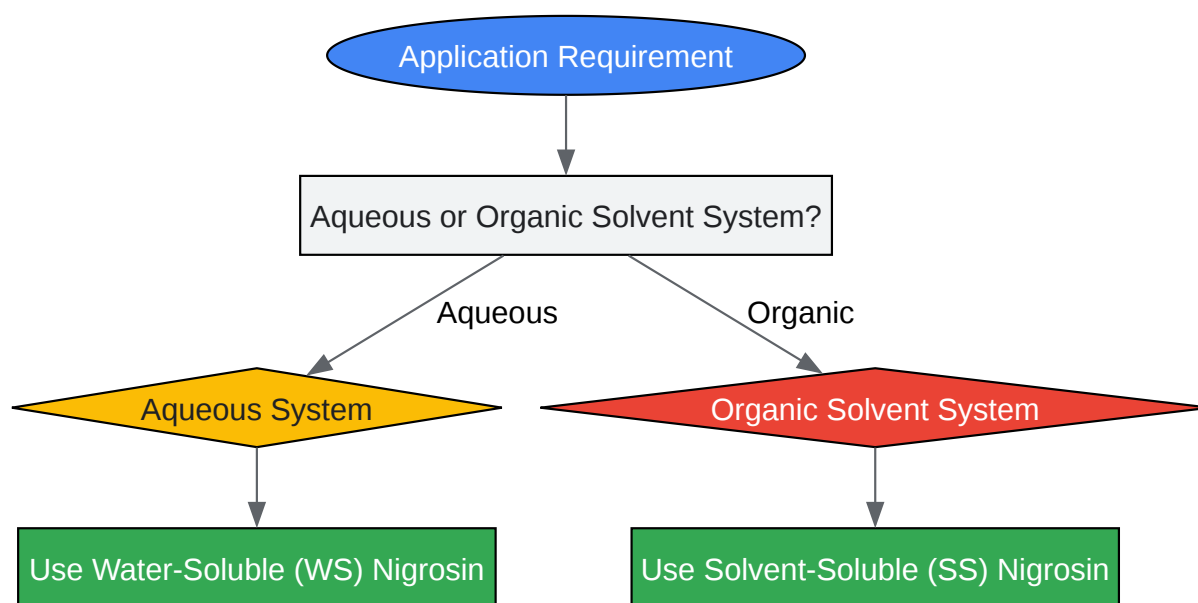 Application Requirement
Aqueous or Organic Solvent System?
Aqueous
Organic
Aqueous System
Organic Solvent System
Use Water-Soluble (WS) Nigrosin
Use Solvent-Soluble (SS) Nigrosin